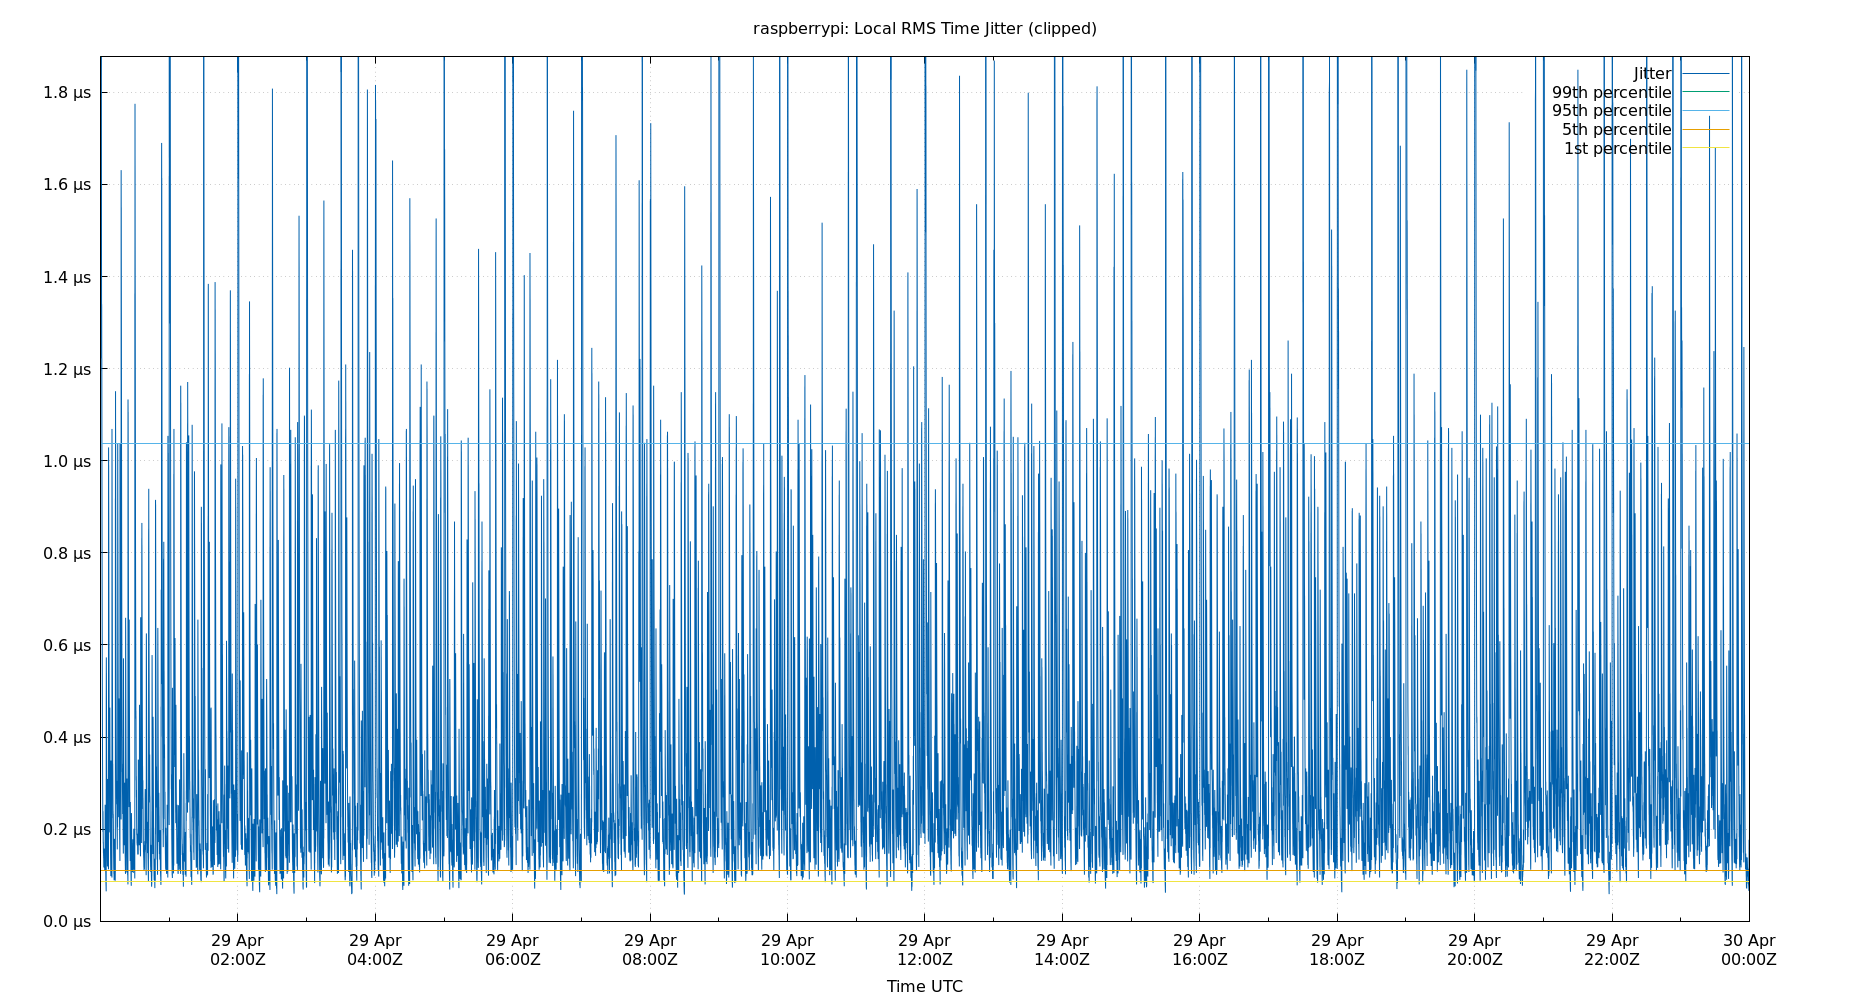 raspberrypi: Local RMS Time Jitter (clipped)
Jitter
99th percentile
95th percentile
5th percentile
1st percentile
1.8 µs
1.6 µs
1.4 µs
1.2 µs
1.0 µs
0.8 µs
0.6 µs
0.4 µs
0.2 µs
0.0 µs
29 Apr 29 Apr 29 Apr 29 Apr 29 Apr 29 Apr 29 Apr 29 Apr 29 Apr 29 Apr 29 Apr 30 Apr
02:00Z 04:00Z 06:00Z 08:00Z 10:00Z 12:00Z 14:00Z 16:00Z 18:00Z 20:00Z 22:00Z 00:00Z
Time UTC